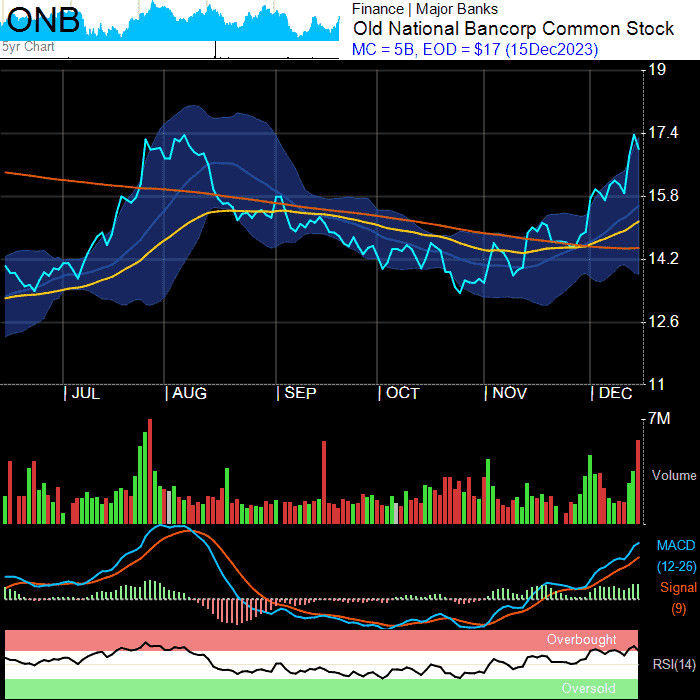 ONB
5yr Chart
Finance | Major Banks
Old National Bancorp Common Stock
MC = 5B, EOD = $17 (15Dec2023)
19
17.4
15.8
14.2
12.6
11
JUL
AUG
SEP
OCT
NOV
DEC
7M
Volume
MACD
(12-26)
Signal
(9)
Overbought
RSI(14)
Oversold